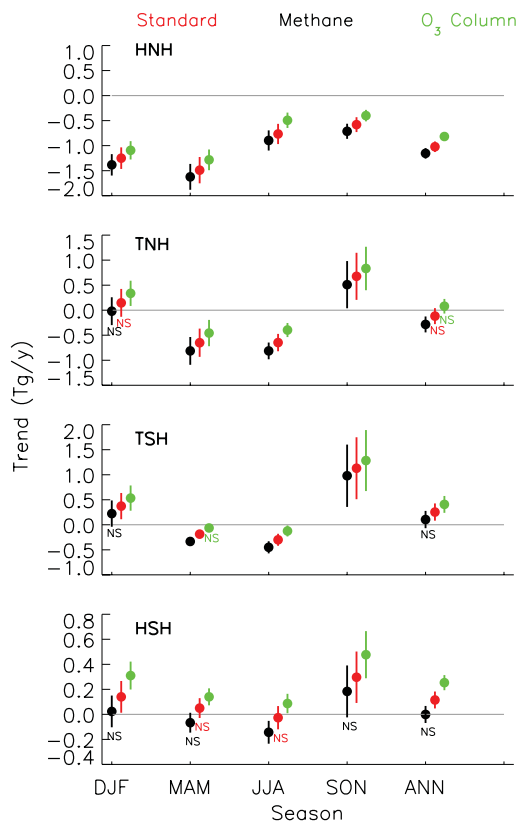 Standard Methane O3 Column
HNH
1.0
0.5
0.0
−0.5
−1.0
−1.5
−2.0
TNH
1.5
1.0
0.5
0.0
−0.5
−1.0
−1.5
NS NS NS NS NS
TSH
2.0
1.5
1.0
0.5
0.0
−0.5
−1.0
NS NS NS
HSH
0.8
0.6
0.4
0.2
0.0
−0.2
−0.4
NS NS NS NS NS NS
Trend (Tg/y)
DJF MAM JJA SON ANN
Season